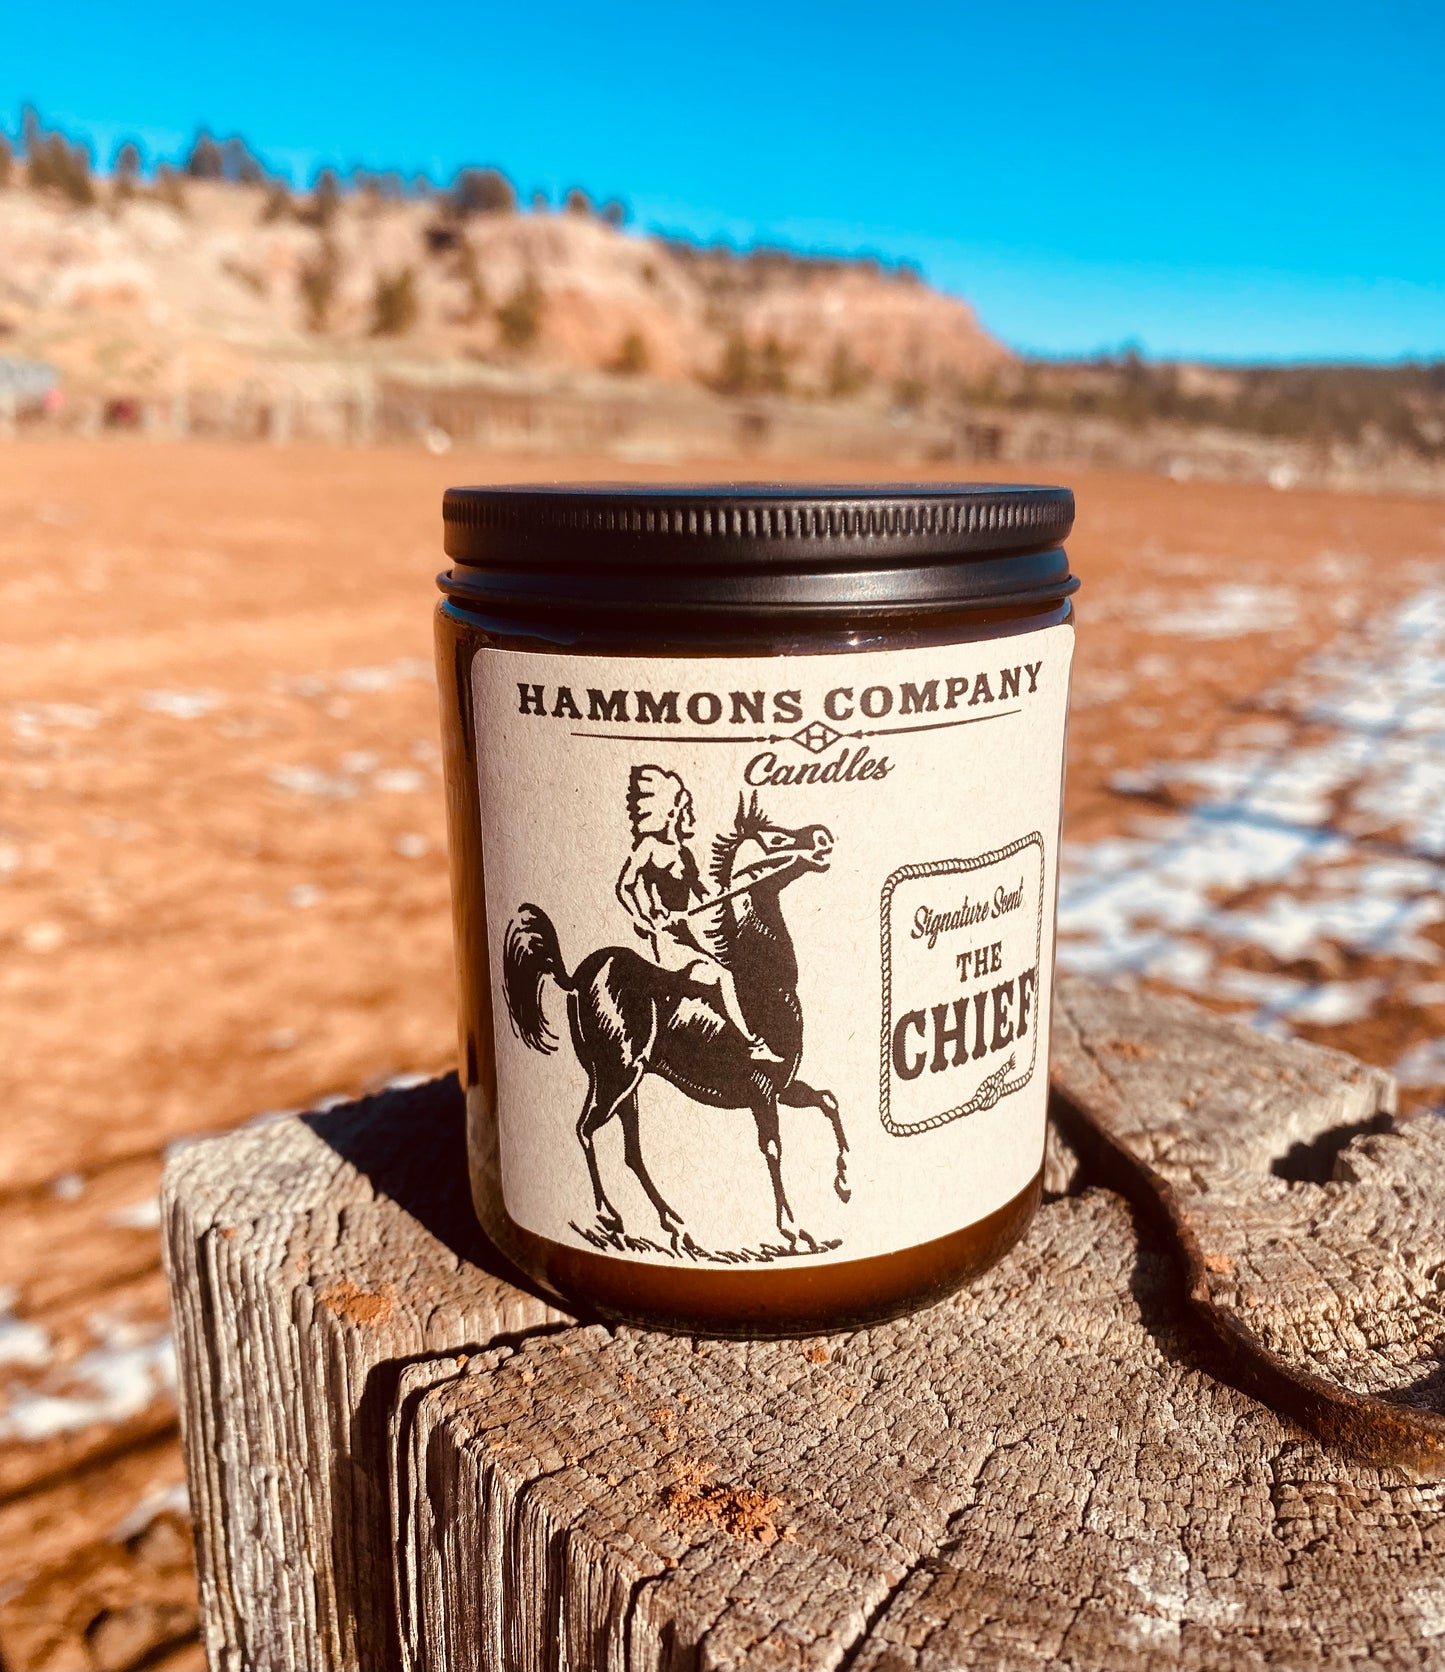 HAMMONS COMPANY
H
Candles
Signature Scent
THE
CHIEF